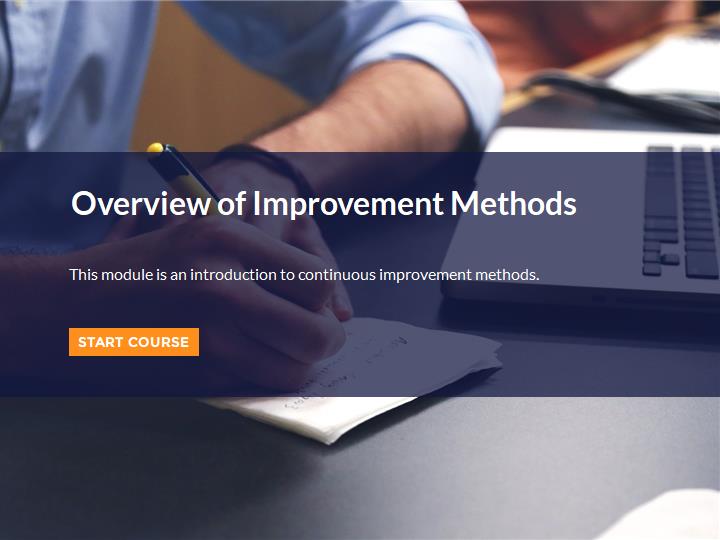 Overview of Improvement Methods
This module is an introduction to continuous improvement methods.
START COURSE